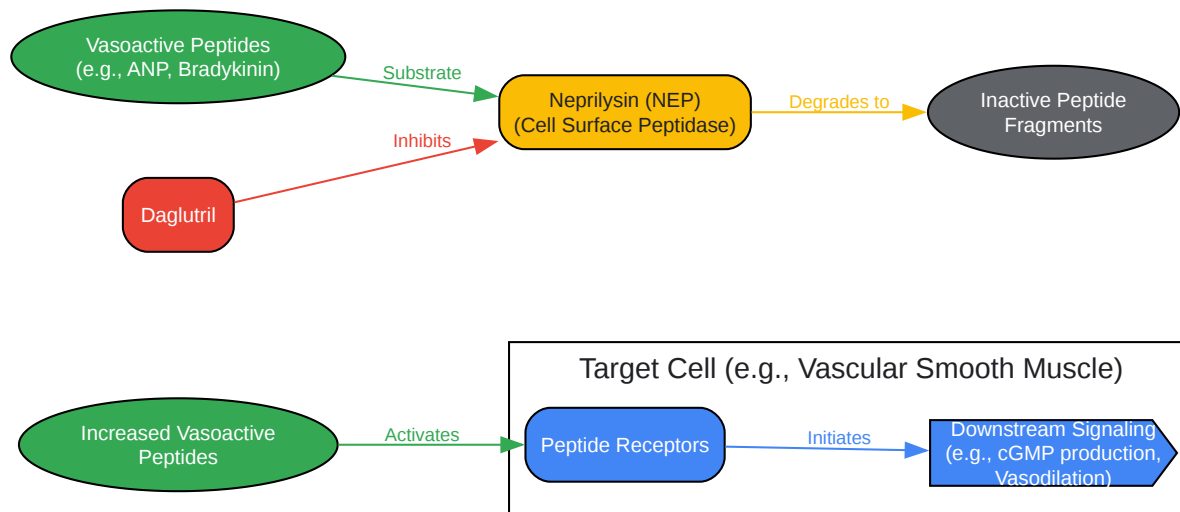 Vasoactive Peptides
(e.g., ANP, Bradykinin)
Substrate
Neprilysin (NEP)
(Cell Surface Peptidase)
Degrades to
Inactive Peptide
Fragments
Inhibits
Daglutril
Target Cell (e.g., Vascular Smooth Muscle)
Increased Vasoactive
Peptides
Activates
Peptide Receptors
Initiates
Downstream Signaling
(e.g., cGMP production,
Vasodilation)